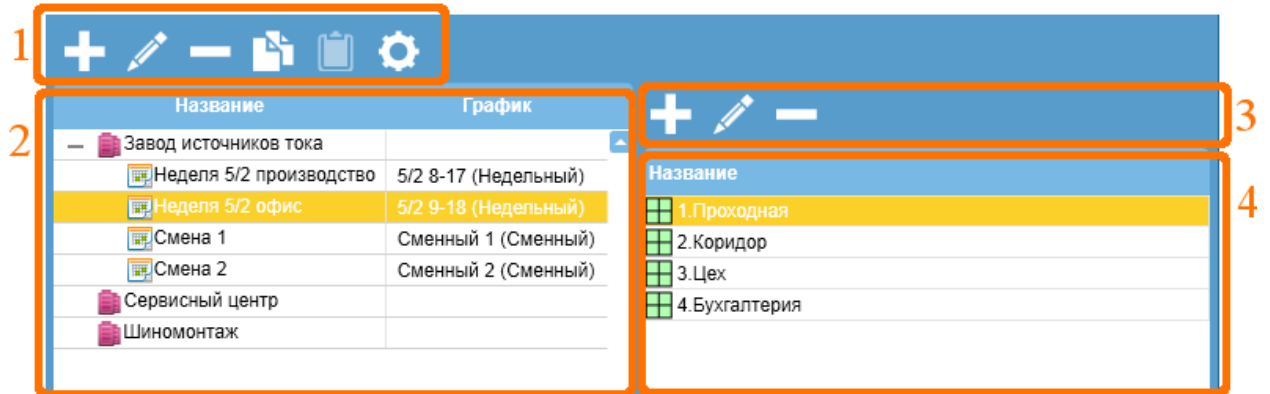 1
2
Название График
Завод источников тока
Неделя 5/2 производство 5/2 8-17 (Недельный)
Неделя 5/2 офис 5/2 9-18 (Недельный)
Смена 1 Сменный 1 (Сменный)
Смена 2 Сменный 2 (Сменный)
Сервисный центр
Шиномонтаж
3
4
Название
1.Проходная
2.Коридор
3.Цех
4.Бухгалтерия